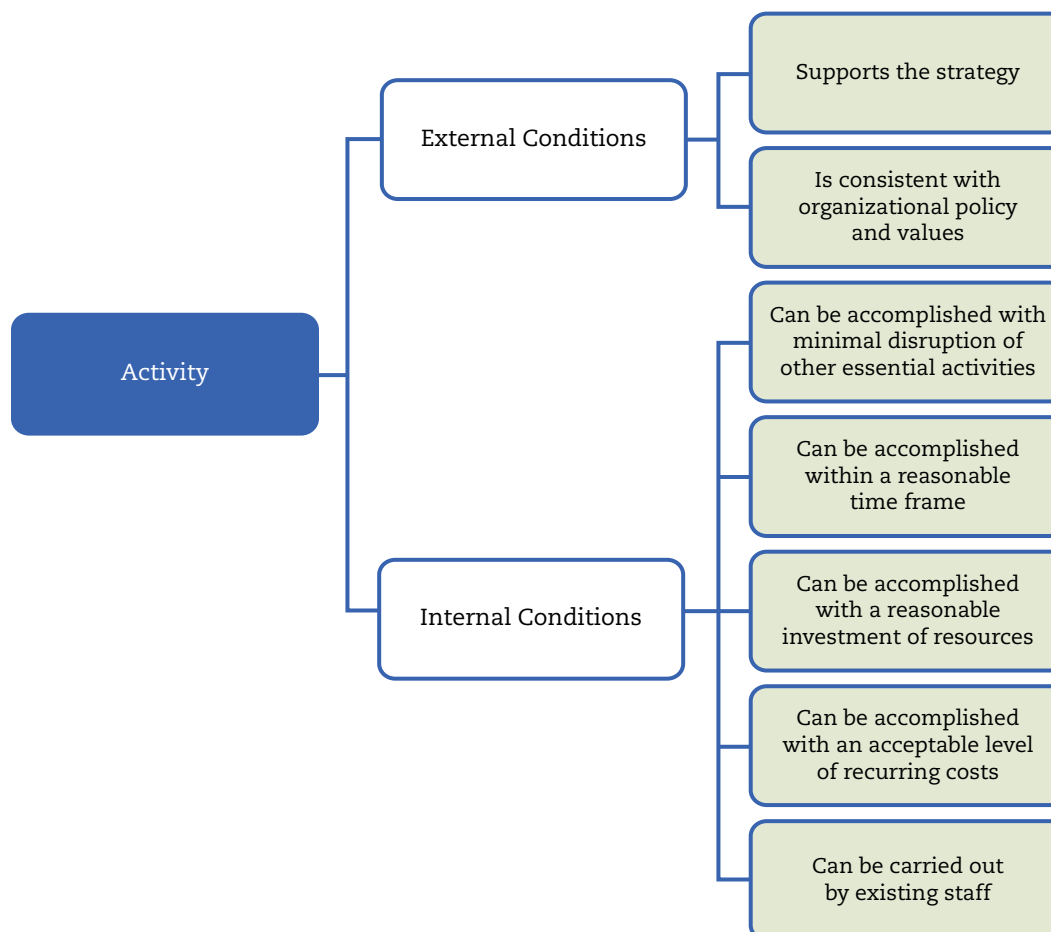 Activity
External Conditions
Supports the strategy
Is consistent with
organizational policy
and values
Internal Conditions
Can be accomplished with
minimal disruption of
other essential activities
Can be accomplished
within a reasonable
time frame
Can be accomplished
with a reasonable
investment of resources
Can be accomplished
with an acceptable level
of recurring costs
Can be carried out
by existing staff